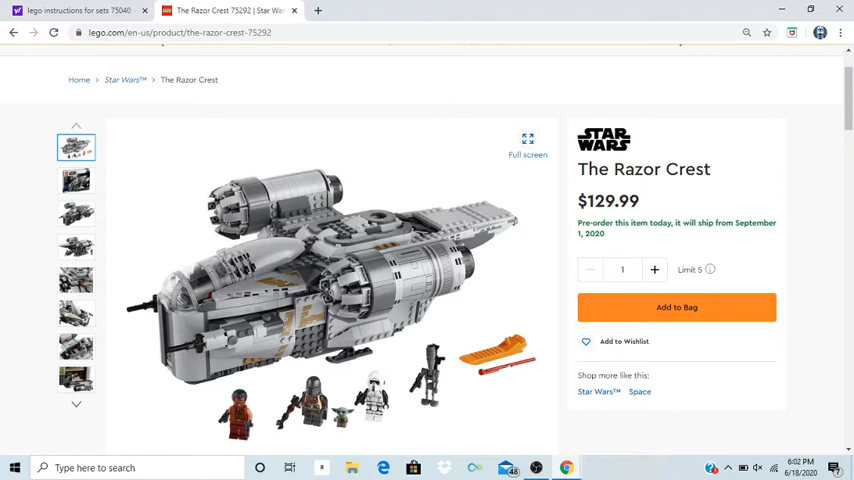 lego instructions for sets 75040
The Razor Crest 75292 | Star Wa
lego.com/en-us/product/the-razor-crest-75292
Home > Star Wars™ > The Razor Crest
Full screen
STAR
WARS
The Razor Crest
$129.99
Pre-order this item today, it will ship from September
1, 2020
1
Limit 5
Add to Bag
Add to Wishlist
Shop more like this:
Star Wars™ Space
Type here to search
48
6:02 PM
6/18/2020
7